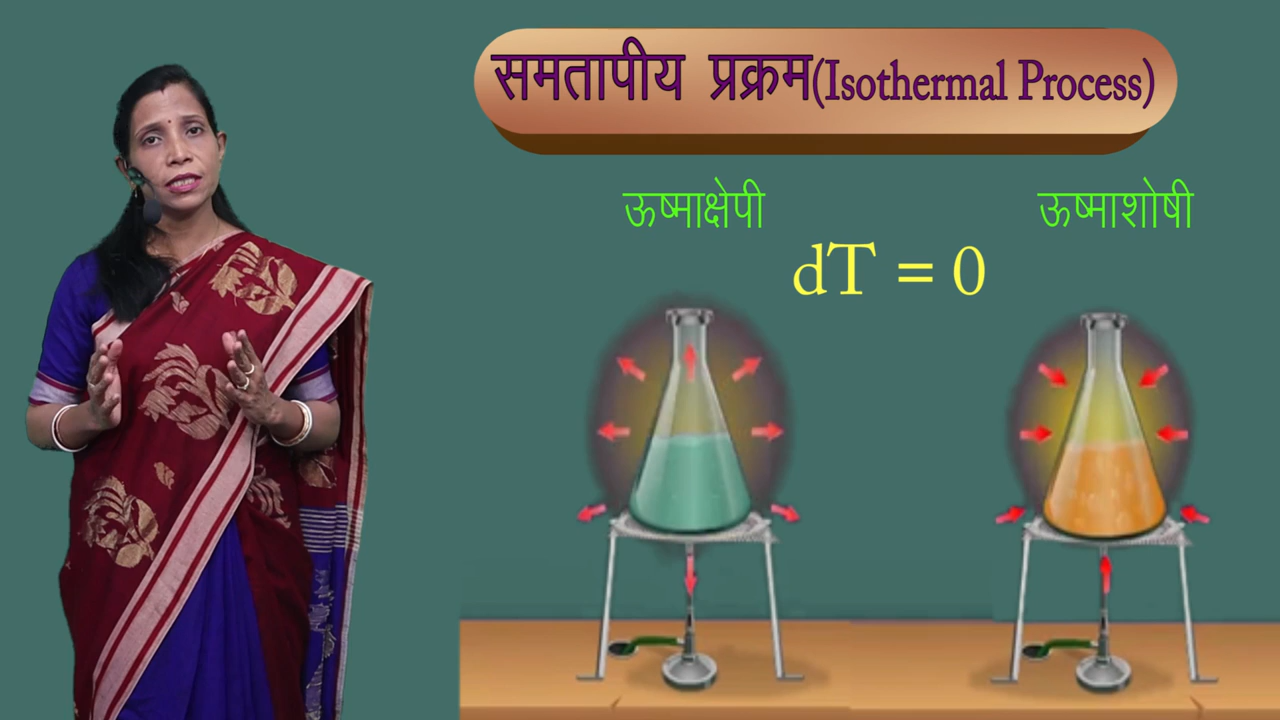 समतापीय प्रक्रम(Isothermal Process)
ऊष्माक्षेपी
ऊष्माशोषी
dT = 0